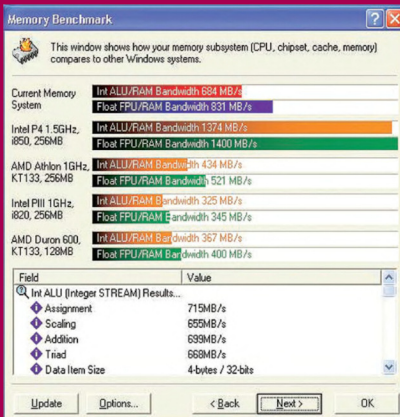 Memory Benchmark
This window shows how your memory subsystem (CPU, chipset, cache, memory)
compares to other Windows systems.
Current Memory
System
Int ALU/RAM Bandwidth 684 MB/s
Float FPU/RAM Bandwidth 831 MB/s
Intel P4 1.5GHz,
i850, 256MB
Int ALU/RAM Bandwidth 1374 MB/s
Float FPU/RAM Bandwidth 1400 MB/s
AMD Athlon 1GHz,
KT133, 256MB
Int ALU/RAM Bandwidth 434 MB/s
Float FPU/RAM Bandwidth 521 MB/s
Intel PIII 1GHz,
i820, 256MB
Int ALU/RAM Bandwidth 325 MB/s
Float FPU/RAM Bandwidth 345 MB/s
AMD Duron 600,
KT133, 128MB
Int ALU/RAM Bandwidth 367 MB/s
Float FPU/RAM Bandwidth 400 MB/s
Field Value
Int ALU (Integer STREAM) Results...
Assignment 715MB/s
Scaling 655MB/s
Addition 699MB/s
Triad 668MB/s
Data Item Size 4-bytes / 32-bits
Update Options... < Back Next > OK